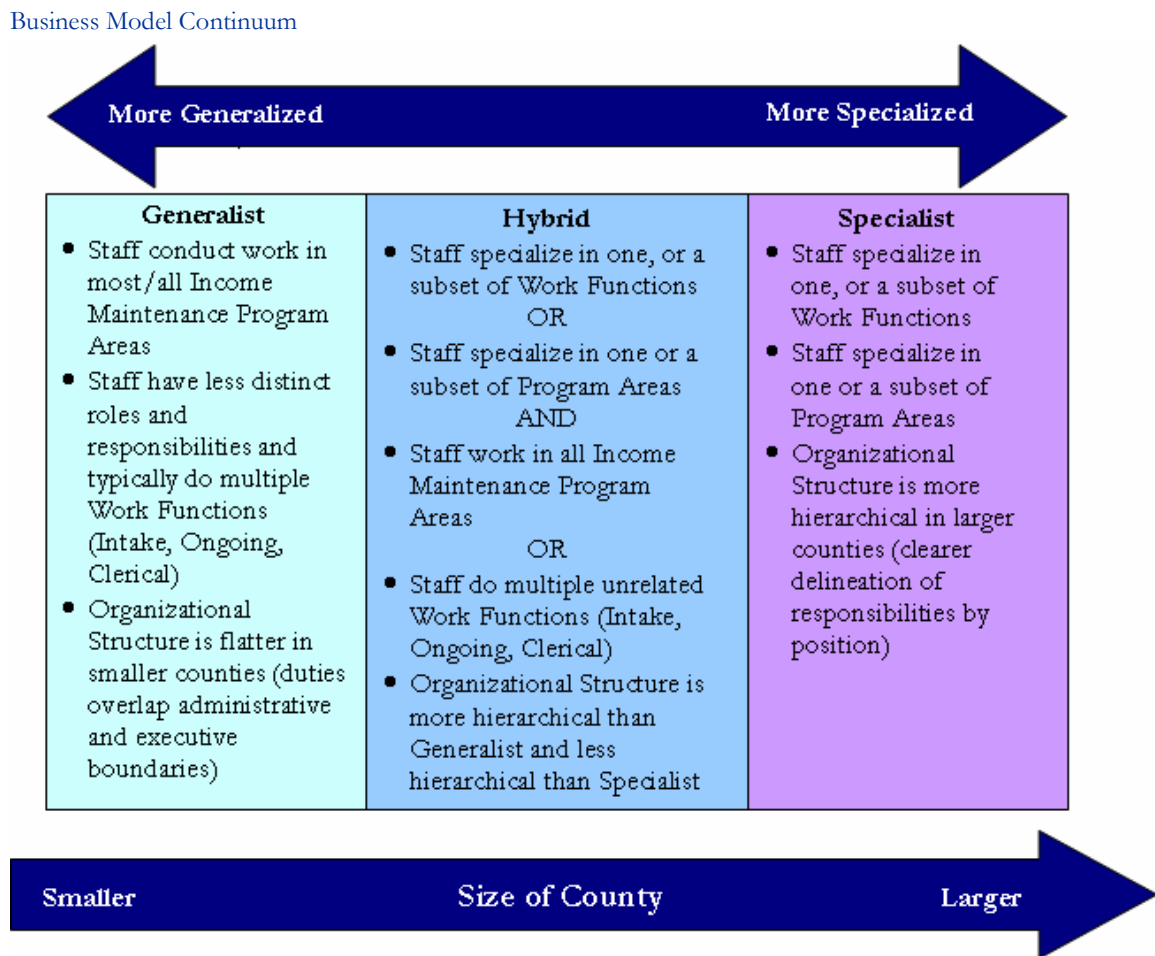 Business Model Continuum
More Generalized
More Specialized
Generalist
• Staff conduct work in
most/all Income
Maintenance Program
Areas
• Staff have less distinct
roles and
responsibilities and
typically do multiple
Work Functions
(Intake, Ongoing,
Clerical)
• Organizational
Structure is flatter in
smaller counties (duties
overlap administrative
and executive
boundaries)
Hybrid
• Staff specialize in one, or a
subset of Work Functions
OR
• Staff specialize in one or a
subset of Program Areas
AND
• Staff work in all Income
Maintenance Program
Areas
OR
• Staff do multiple unrelated
Work Functions (Intake,
Ongoing, Clerical)
• Organizational Structure is
more hierarchical than
Generalist and less
hierarchical than Specialist
Specialist
• Staff specialize in
one, or a subset of
Work Functions
• Staff specialize in
one or a subset of
Program Areas
• Organizational
Structure is more
hierarchical in larger
counties (clearer
delineation of
responsibilities by
position)
Smaller
Size of County
Larger